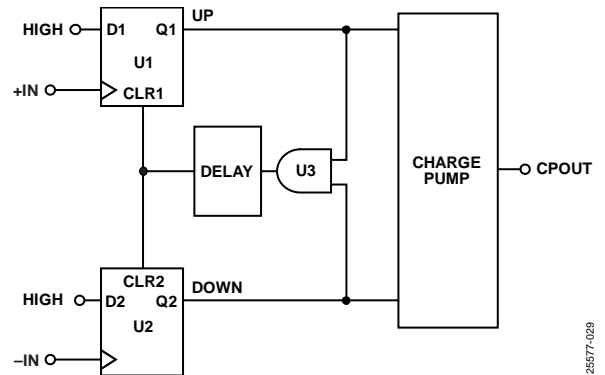 UP
HIGH
D1
Q1
U1
+IN
CLR1
DELAY
U3
CHARGE
PUMP
CPOUT
CLR2
HIGH
D2
Q2
DOWN
U2
–IN
25577-029